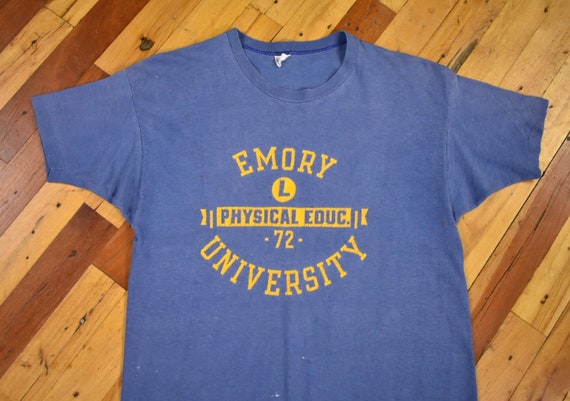 EMORY
L
PHYSICAL EDUC.
-72-
UNIVERSITY